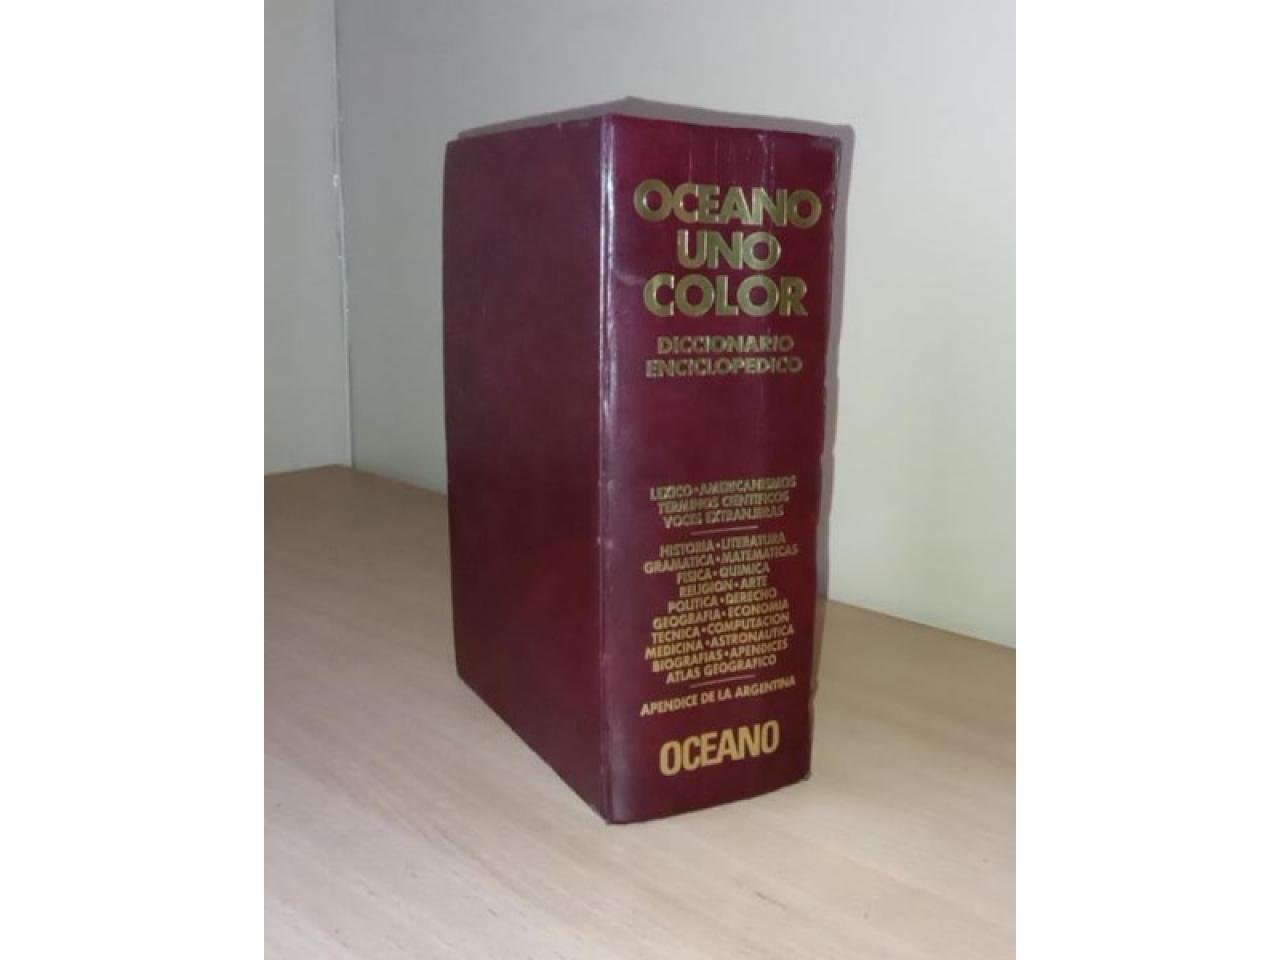 OCEANO
UNO
COLOR
DICCIONARIO
ENCICLOPEDICO
LEXICO • AMERICANISMOS
TERMINOS CIENTIFICOS
VOCES EXTRANJERAS
HISTORIA • LITERATURA
GRAMATICA • MATEMATICAS
FISICA • QUIMICA
RELIGION • ARTE
POLITICA • DERECHO
GEOGRAFIA • ECONOMIA
TECNICA • COMPUTACION
MEDICINA • ASTRONAUTICA
BIOGRAFIAS • APENDICES
ATLAS GEOGRAFICO
APENDICE DE LA ARGENTINA
OCEANO